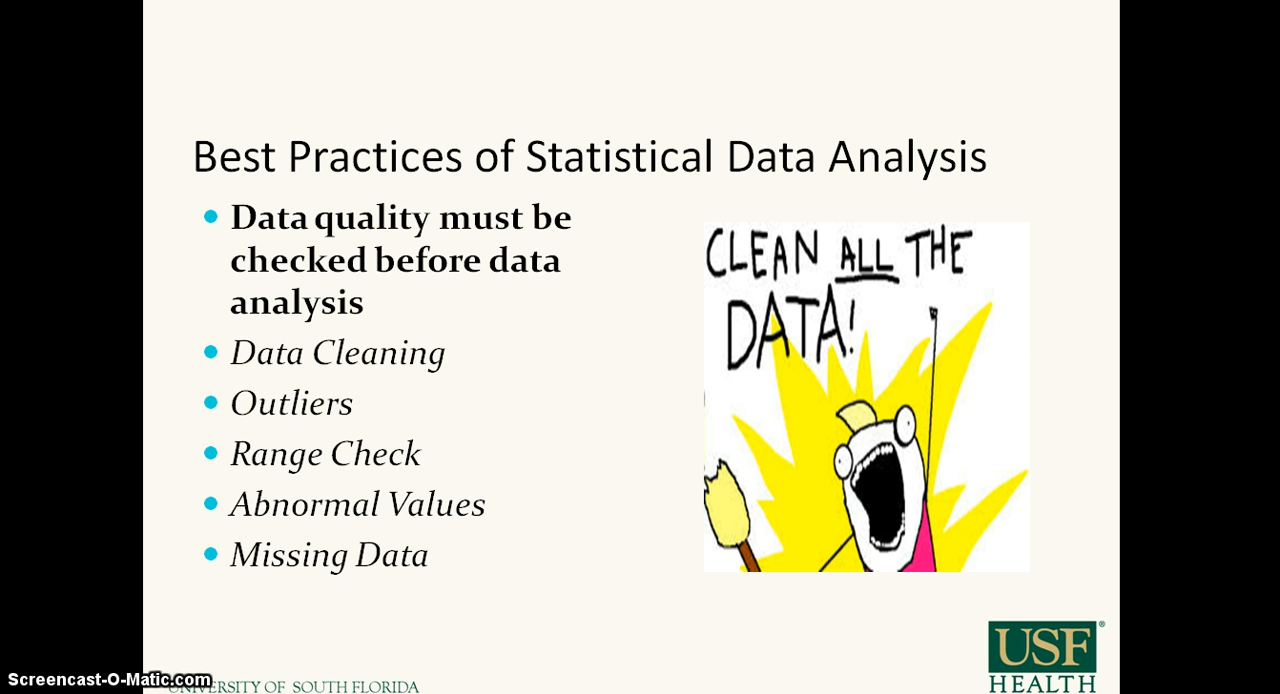 Best Practices of Statistical Data Analysis
Data quality must be
checked before data
analysis
Data Cleaning
Outliers
Range Check
Abnormal Values
Missing Data
CLEAN ALL THE
DATA!
USF®
HEALTH
UNIVERSITY OF SOUTH FLORIDA
Screencast-O-Matic.com